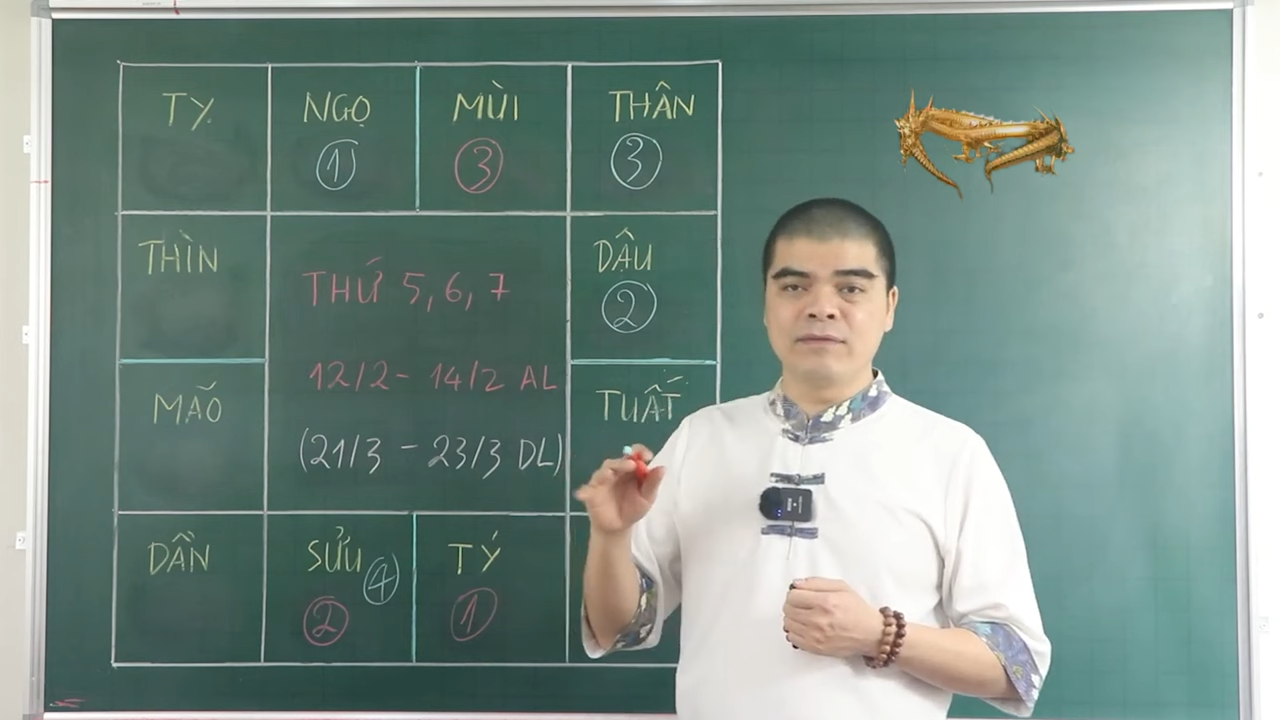 TỴ
NGỌ
①
MÙI
③
THÂN
③
THÌN
DẬU
②
THỨ 5, 6, 7
12/2 - 14/2 AL
(21/3 - 23/3 DL)
MÃO
TUẤT
DẦN
SỬU
④
②
TÝ
①